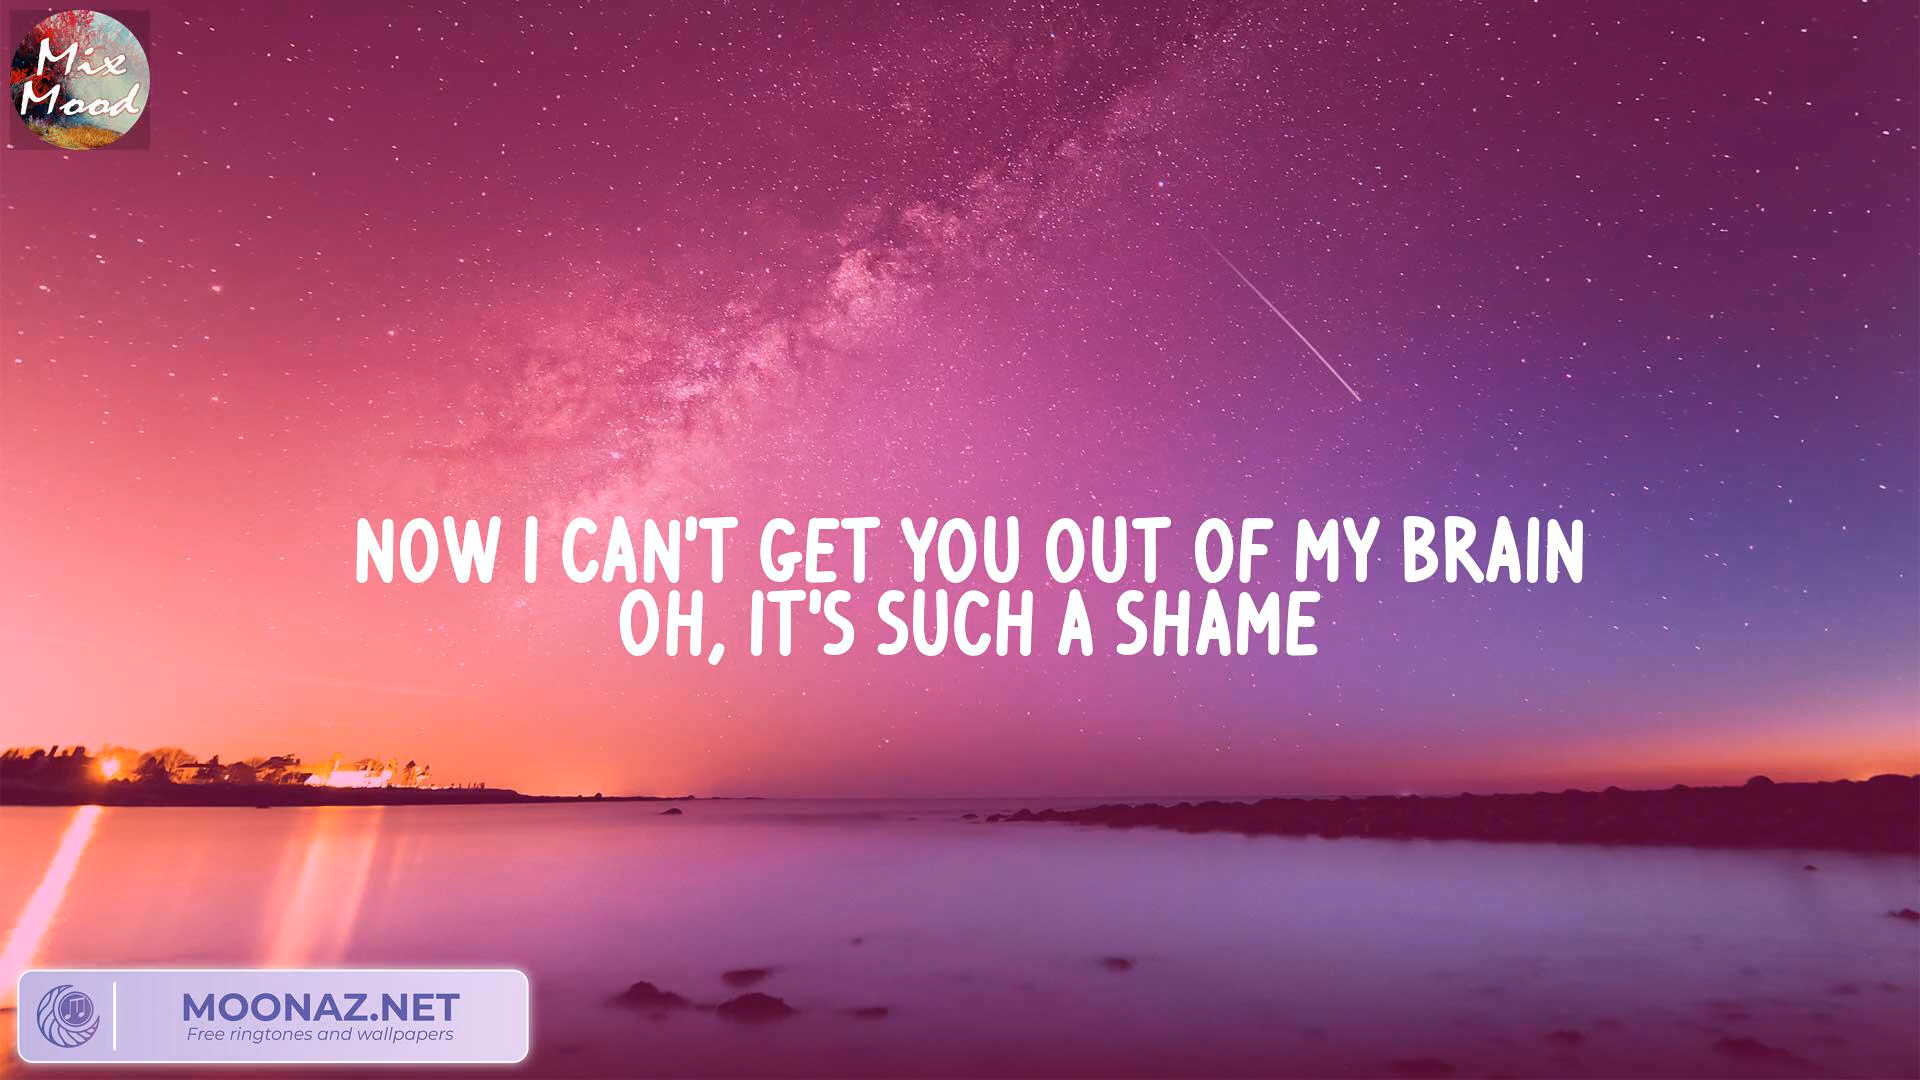 Mix
Mood
NOW I CAN'T GET YOU OUT OF MY BRAIN
OH, IT'S SUCH A SHAME
MOONAZ.NET
Free ringtones and wallpapers